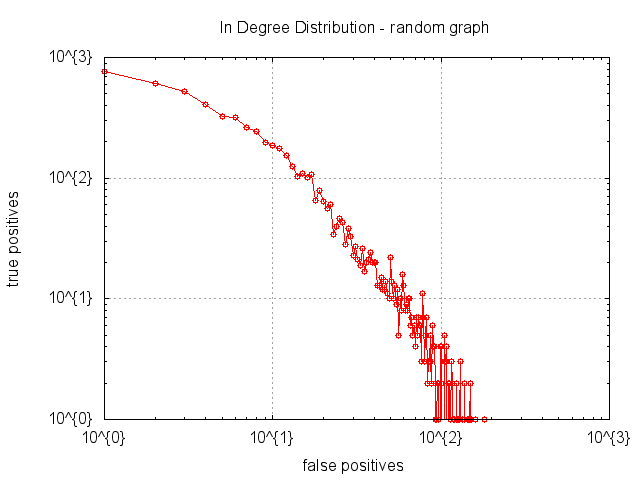 In Degree Distribution - random graph
10^{3}
10^{2}
10^{1}
10^{0}
true positives
10^{0}
10^{1}
10^{2}
10^{3}
false positives